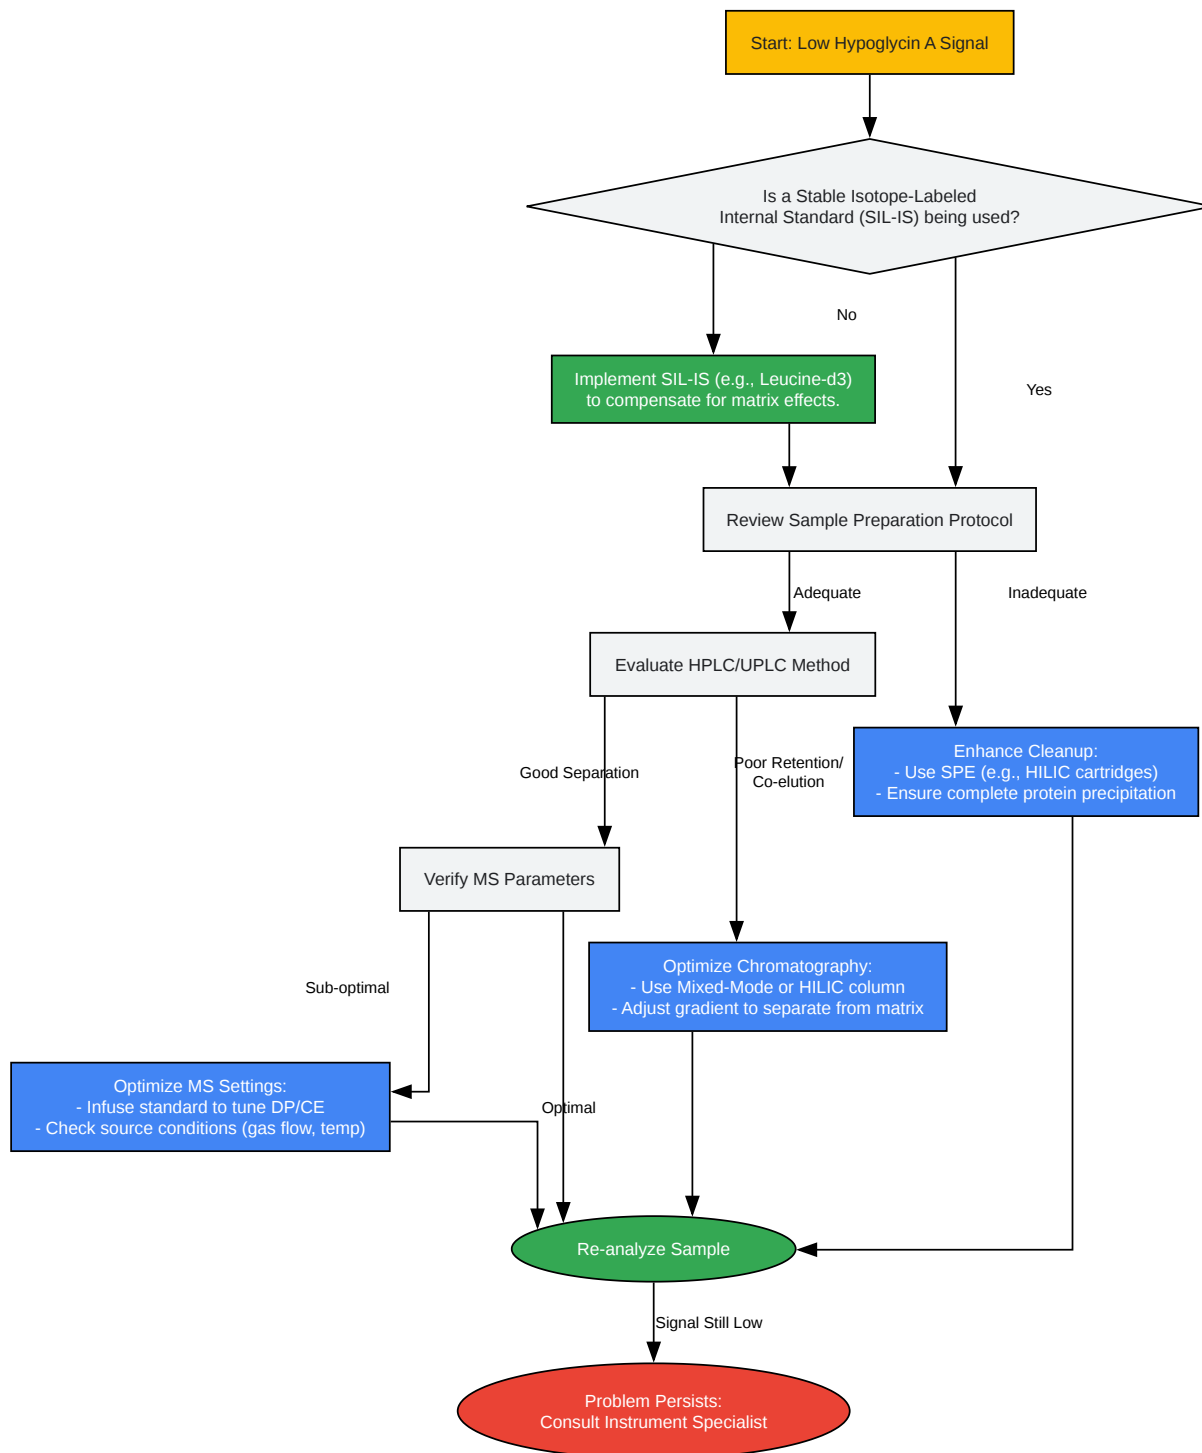 Start: Low Hypoglycin A Signal
Is a Stable Isotope-Labeled
Internal Standard (SIL-IS) being used?
No
Implement SIL-IS (e.g., Leucine-d3)
to compensate for matrix effects.
Yes
Review Sample Preparation Protocol
Adequate
Inadequate
Evaluate HPLC/UPLC Method
Good Separation
Poor Retention/
Co-elution
Enhance Cleanup:
- Use SPE (e.g., HILIC cartridges)
- Ensure complete protein precipitation
Verify MS Parameters
Sub-optimal
Optimize Chromatography:
- Use Mixed-Mode or HILIC column
- Adjust gradient to separate from matrix
Optimize MS Settings:
- Infuse standard to tune DP/CE
- Check source conditions (gas flow, temp)
Optimal
Re-analyze Sample
Signal Still Low
Problem Persists:
Consult Instrument Specialist